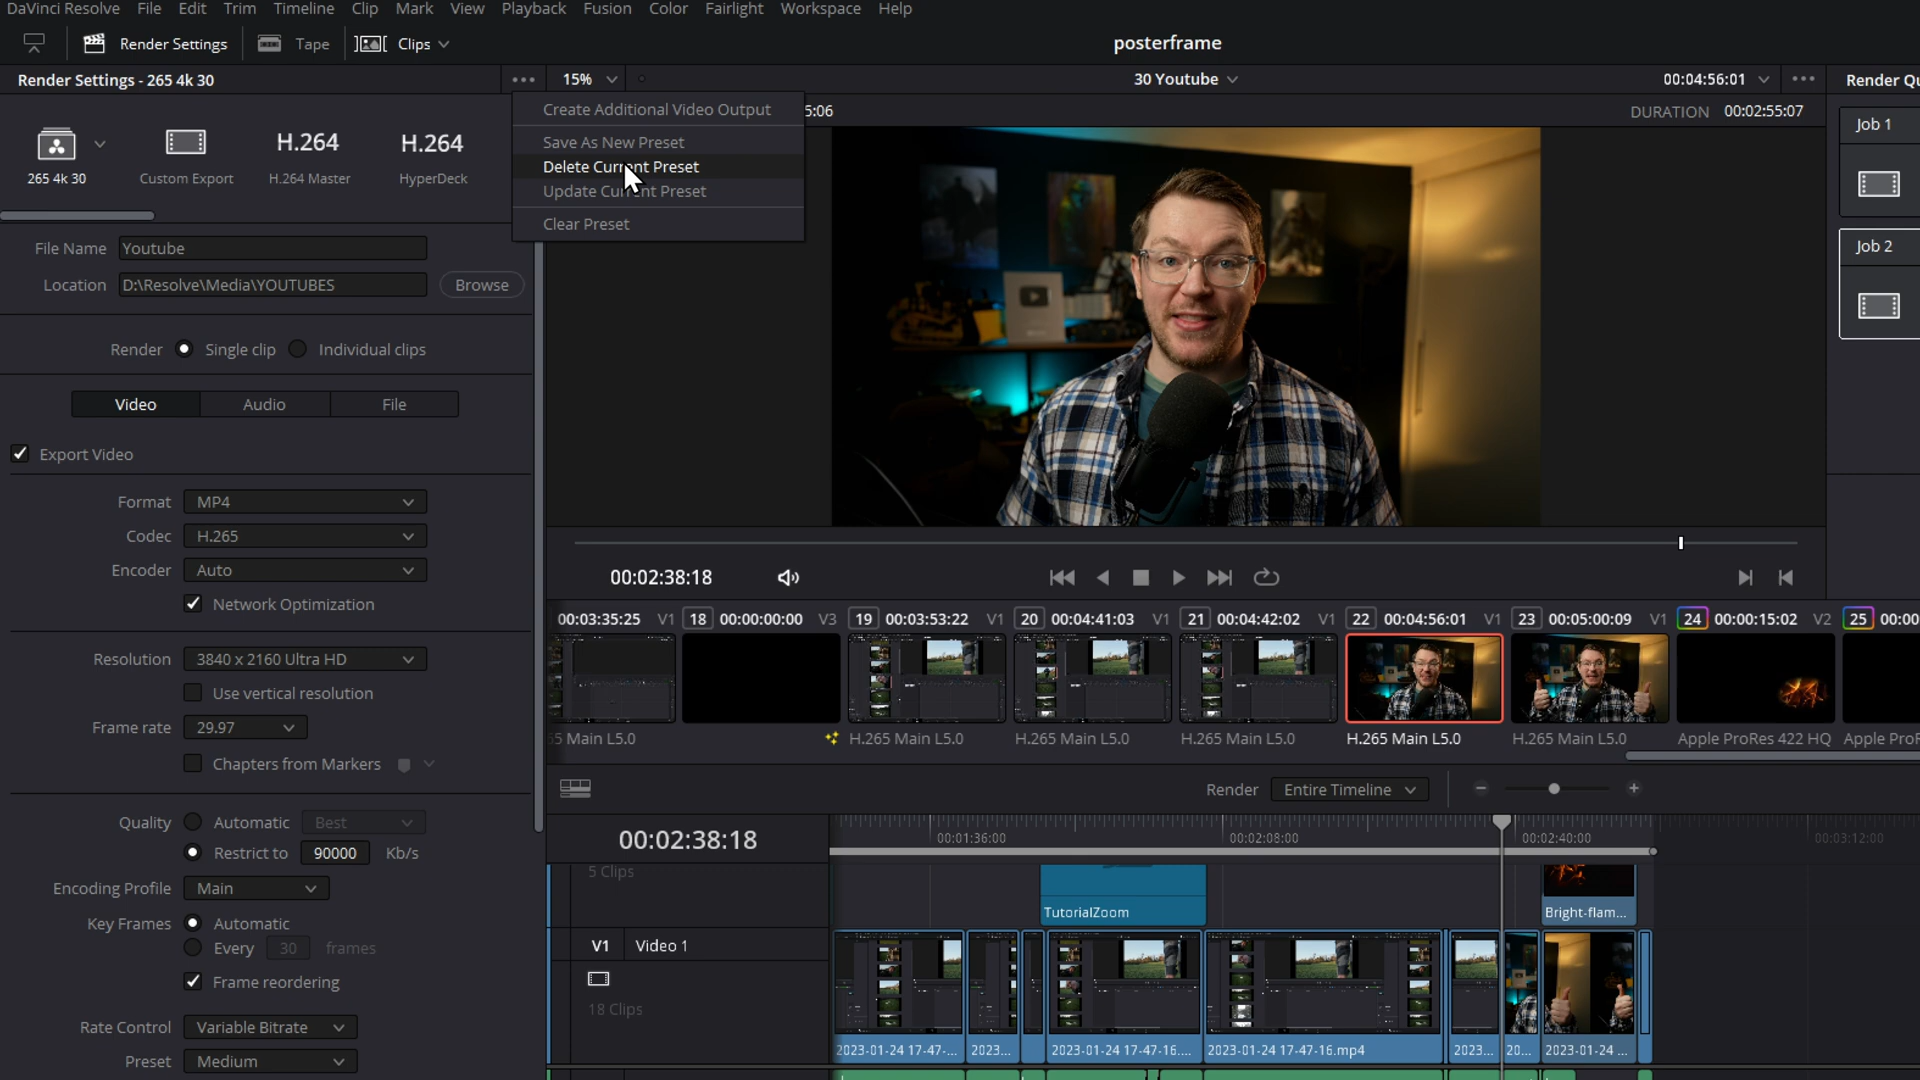 DaVinci Resolve File Edit Trim Timeline Clip Mark View Playback Fusion Color Fairlight Workspace Help
Render Settings Tape Clips posterframe
Render Settings - 265 4k 30 15% 30 Youtube 00:04:56:01 Render Qu
Create Additional Video Output
Save As New Preset
Delete Current Preset
Update Current Preset
Clear Preset
5:06 DURATION 00:02:55:07
H.264 H.264
265 4k 30 Custom Export H.264 Master HyperDeck
Job 1
Job 2
File Name Youtube
Location D:\Resolve\Media\YOUTUBES Browse
Render Single clip Individual clips
Video Audio File
Export Video
Format MP4
Codec H.265
Encoder Auto
Network Optimization
Resolution 3840 x 2160 Ultra HD
Use vertical resolution
Frame rate 29.97
Chapters from Markers
Quality Automatic Best
Restrict to 90000 Kb/s
Encoding Profile Main
Key Frames Automatic
Every 30 frames
Frame reordering
Rate Control Variable Bitrate
Preset Medium
00:02:38:18
00:03:35:25 V1 18 00:00:00:00 V3 19 00:03:53:22 V1 20 00:04:41:03 V1 21 00:04:42:02 V1 22 00:04:56:01 V1 23 00:05:00:09 V1 24 00:00:15:02 V2 25 00:00
65 Main L5.0 H.265 Main L5.0 H.265 Main L5.0 H.265 Main L5.0 H.265 Main L5.0 H.265 Main L5.0 Apple ProRes 422 HQ Apple ProR
Render Entire Timeline
00:02:38:18 00:01:36:00 00:02:08:00 00:02:40:00 00:03:12:00
5 Clips
TutorialZoom Bright-flam...
V1 Video 1
18 Clips
2023-01-24 17-47-... 2023... 2023-01-24 17-47-16.... 2023-01-24 17-47-16.mp4 2023... 20... 2023-01-24 ...